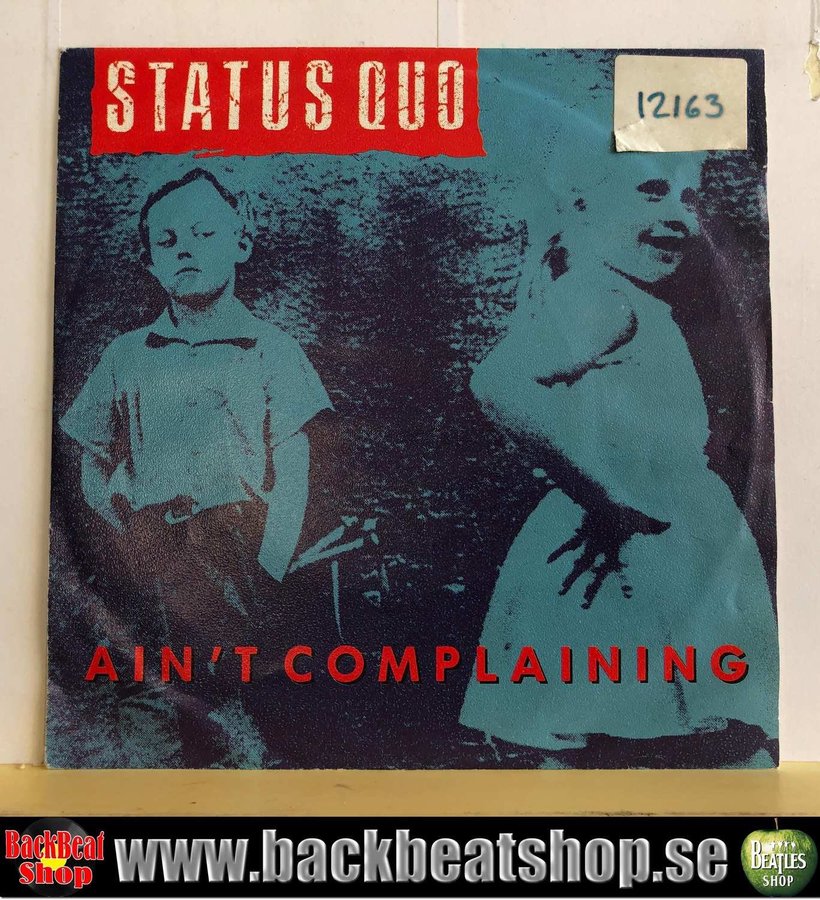 STATUS QUO
12163
AIN'T COMPLAINING
BackBeat
Shop
www.backbeatshop.se
BEATLES
SHOP